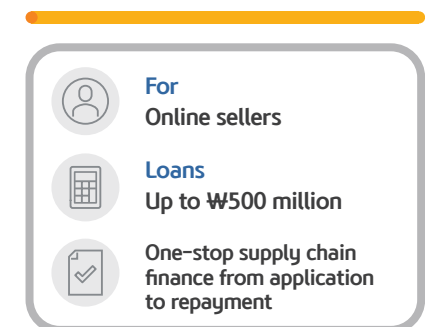 For
Online sellers
Loans
Up to ₩500 million
One-stop supply chain
finance from application
to repayment